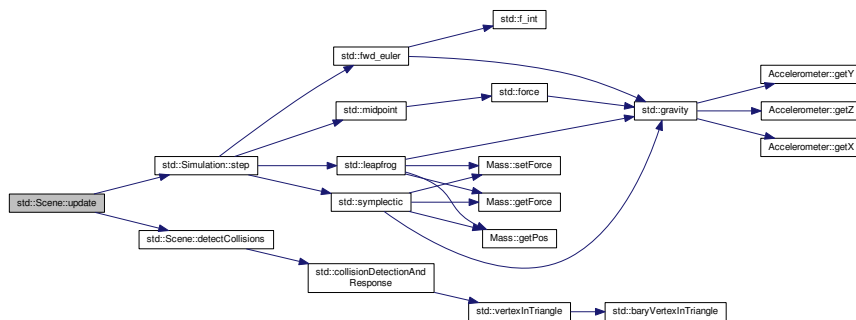 std::f_int
std::fwd_euler
Accelerometer::getY
std::force
std::midpoint
std::gravity
Accelerometer::getZ
Accelerometer::getX
std::Simulation::step
std::leapfrog
Mass::setForce
std::Scene::update
std::symplectic
Mass::getForce
std::Scene::detectCollisions
Mass::getPos
std::collisionDetectionAnd
Response
std::vertexInTriangle
std::baryVertexInTriangle